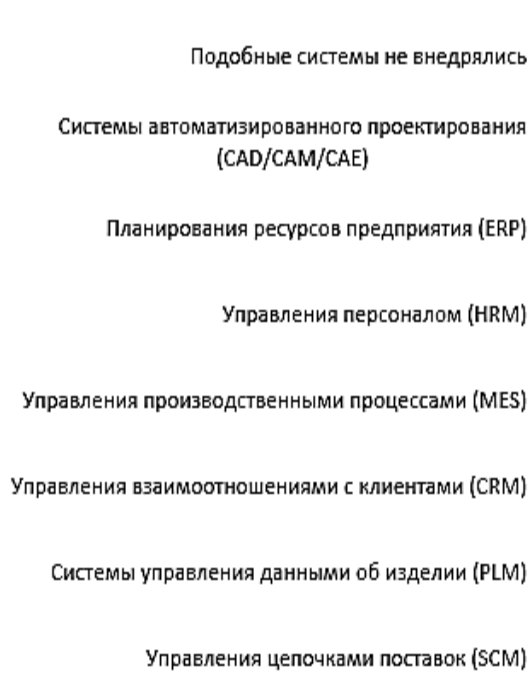 Подобные системы не внедрялись
Системы автоматизированного проектирования
(CAD/CAM/CAE)
Планирования ресурсов предприятия (ERP)
Управления персоналом (HRM)
Управления производственными процессами (MES)
Управления взаимоотношениями с клиентами (CRM)
Системы управления данными об изделии (PLM)
Управления цепочками поставок (SCM)